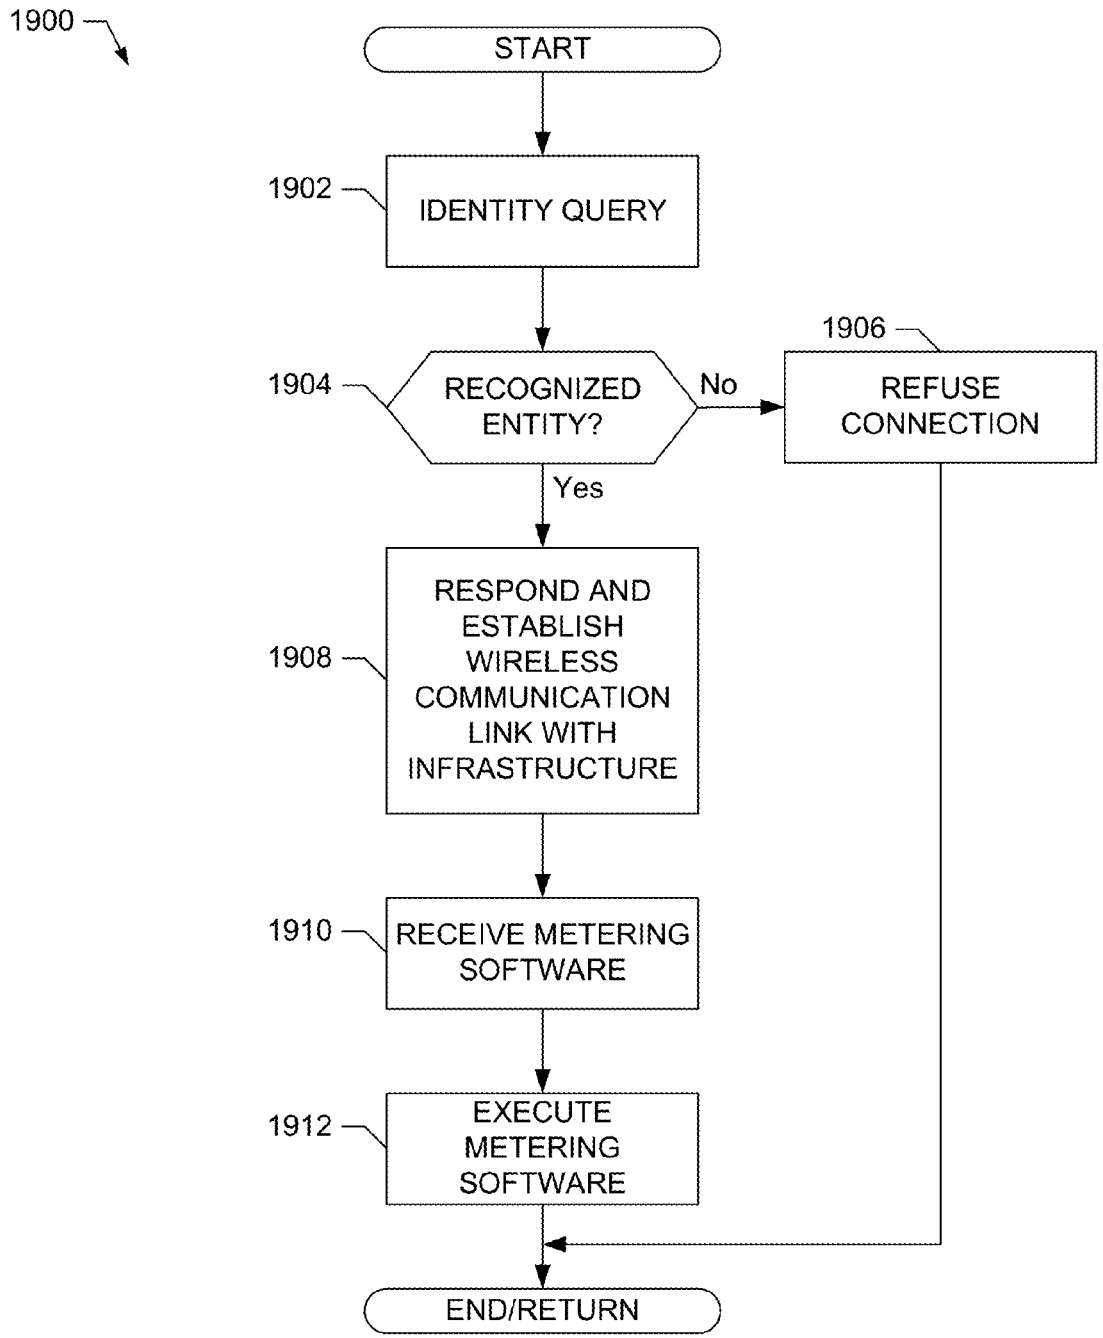 1900
START
1902
IDENTITY QUERY
1904
RECOGNIZED
ENTITY?
No
1906
REFUSE
CONNECTION
Yes
1908
RESPOND AND
ESTABLISH
WIRELESS
COMMUNICATION
LINK WITH
INFRASTRUCTURE
1910
RECEIVE METERING
SOFTWARE
1912
EXECUTE
METERING
SOFTWARE
END/RETURN